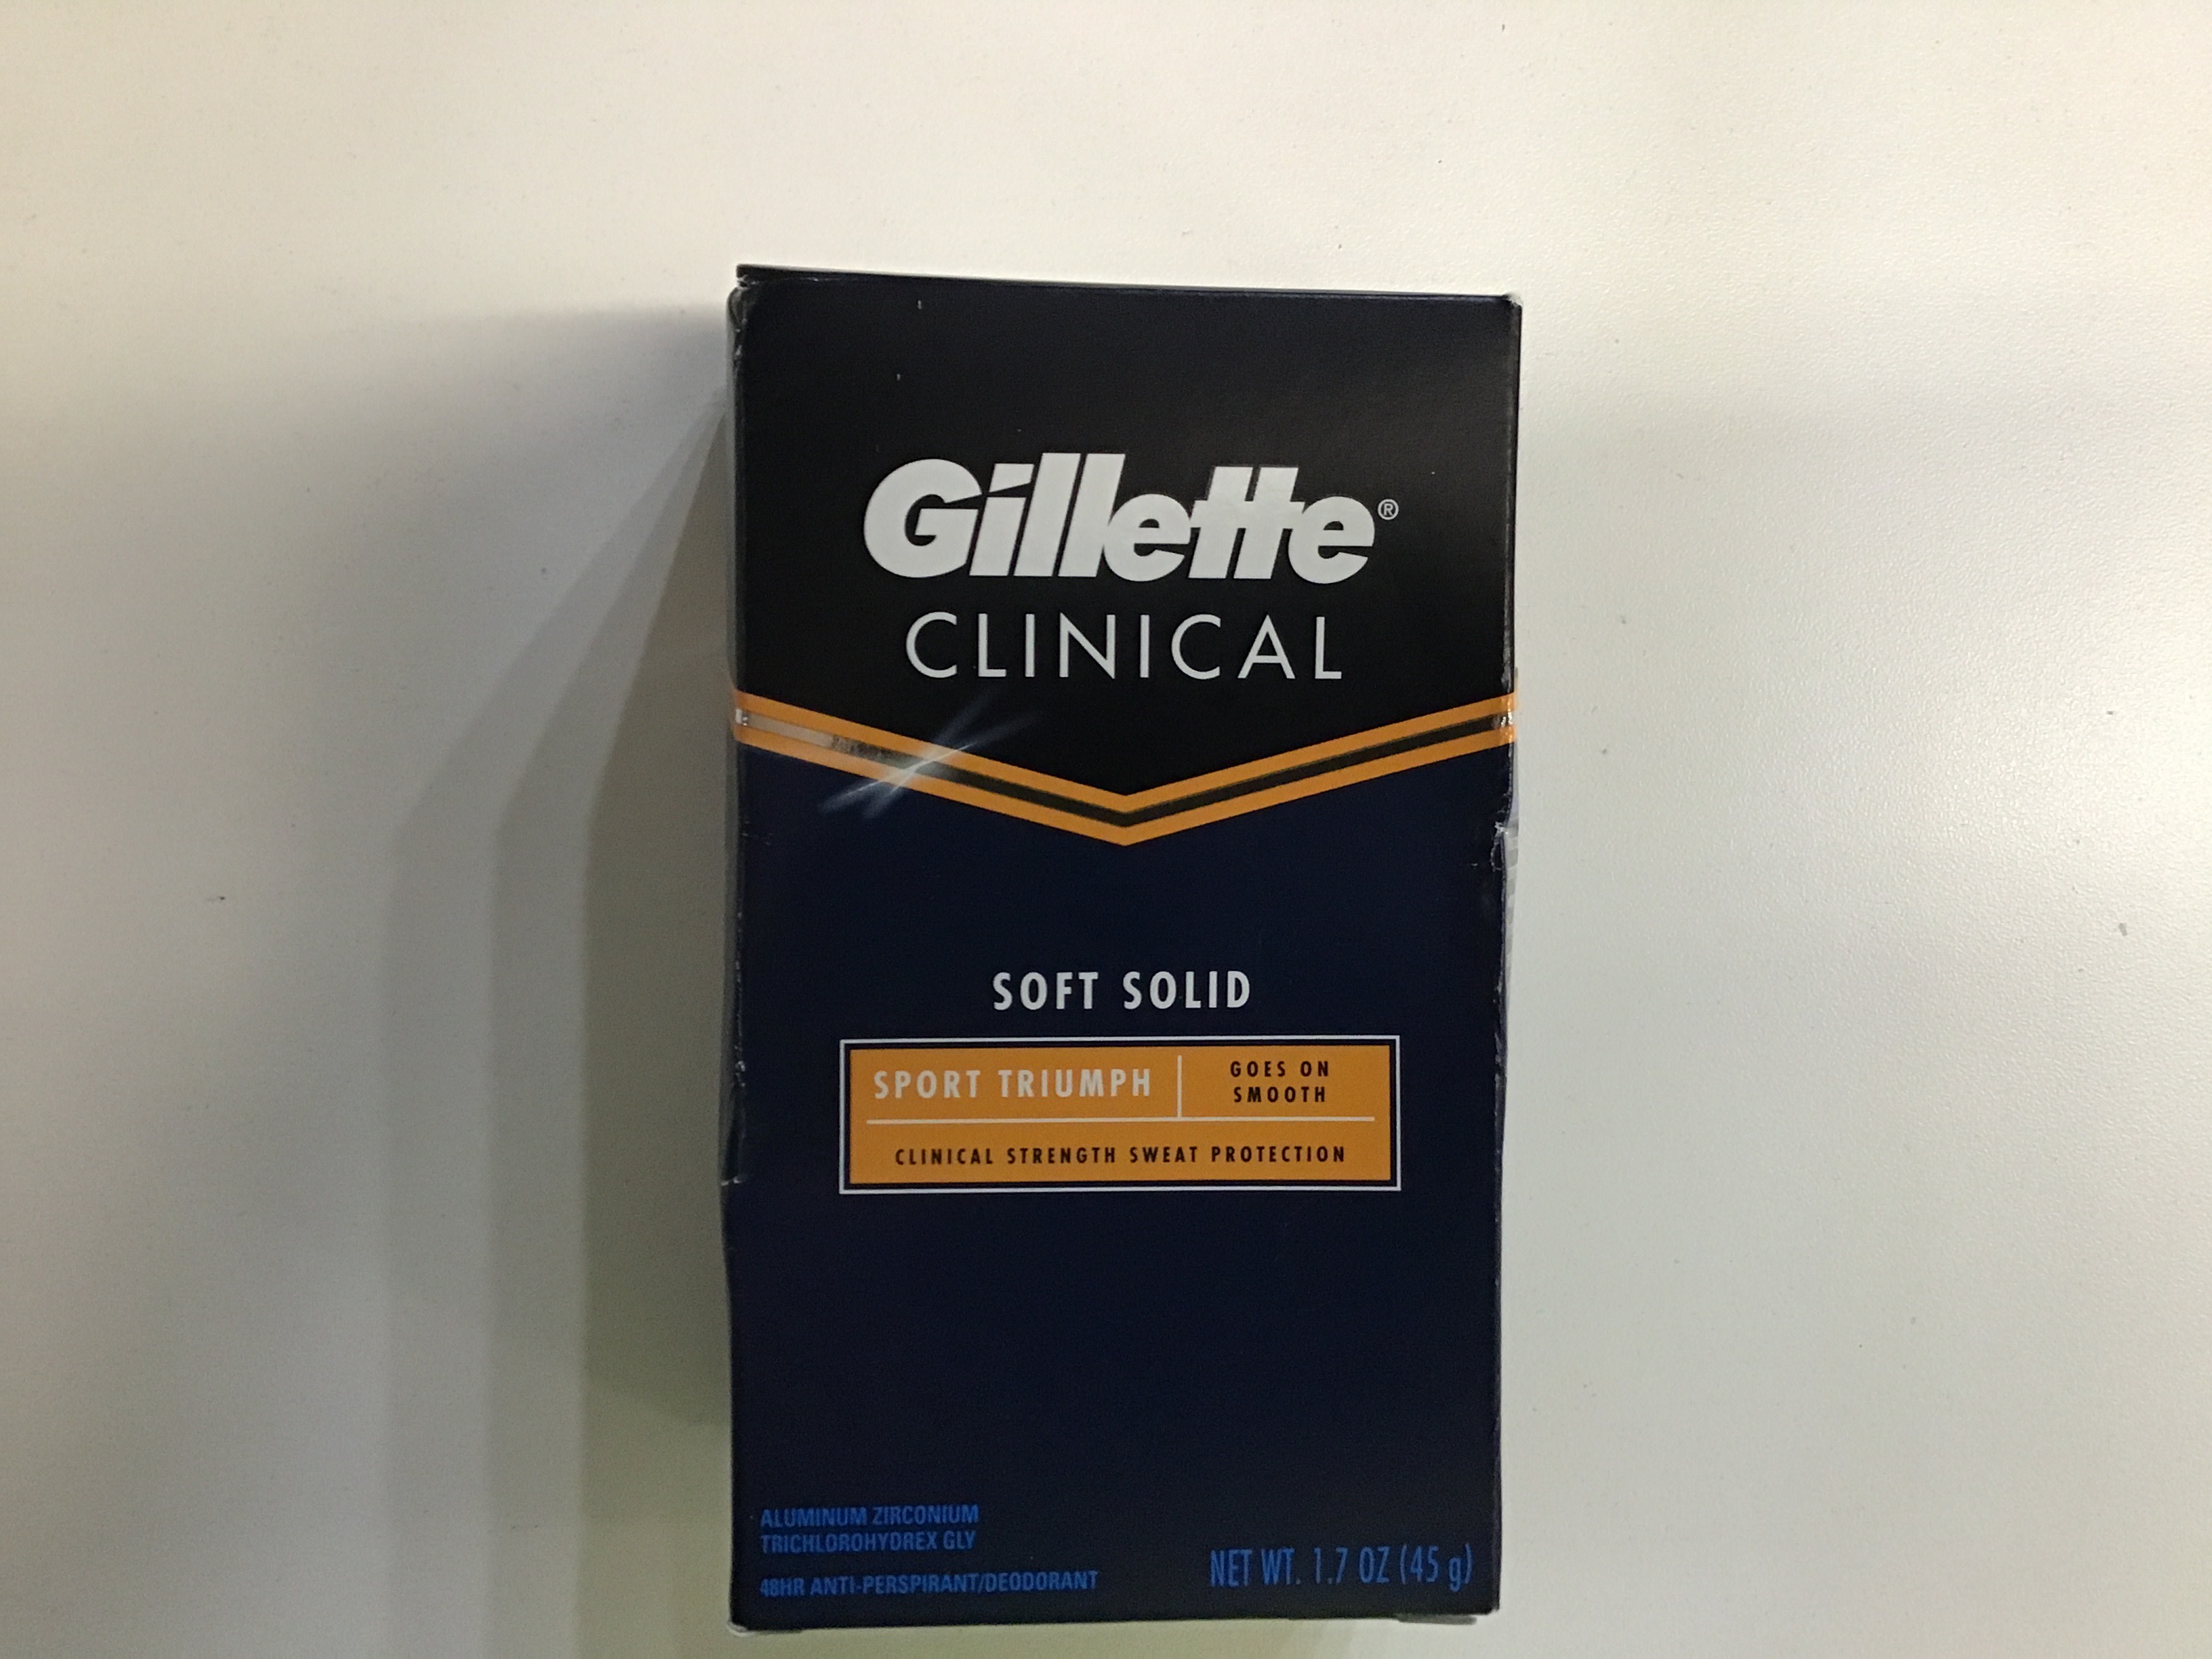 Gillette®
CLINICAL
SOFT SOLID
SPORT TRIUMPH
GOES ON
SMOOTH
CLINICAL STRENGTH SWEAT PROTECTION
ALUMINUM ZIRCONIUM
TRICHLOROHYDREX GLY
48HR ANTI-PERSPIRANT/DEODORANT
NET WT. 1.7 OZ (45 g)